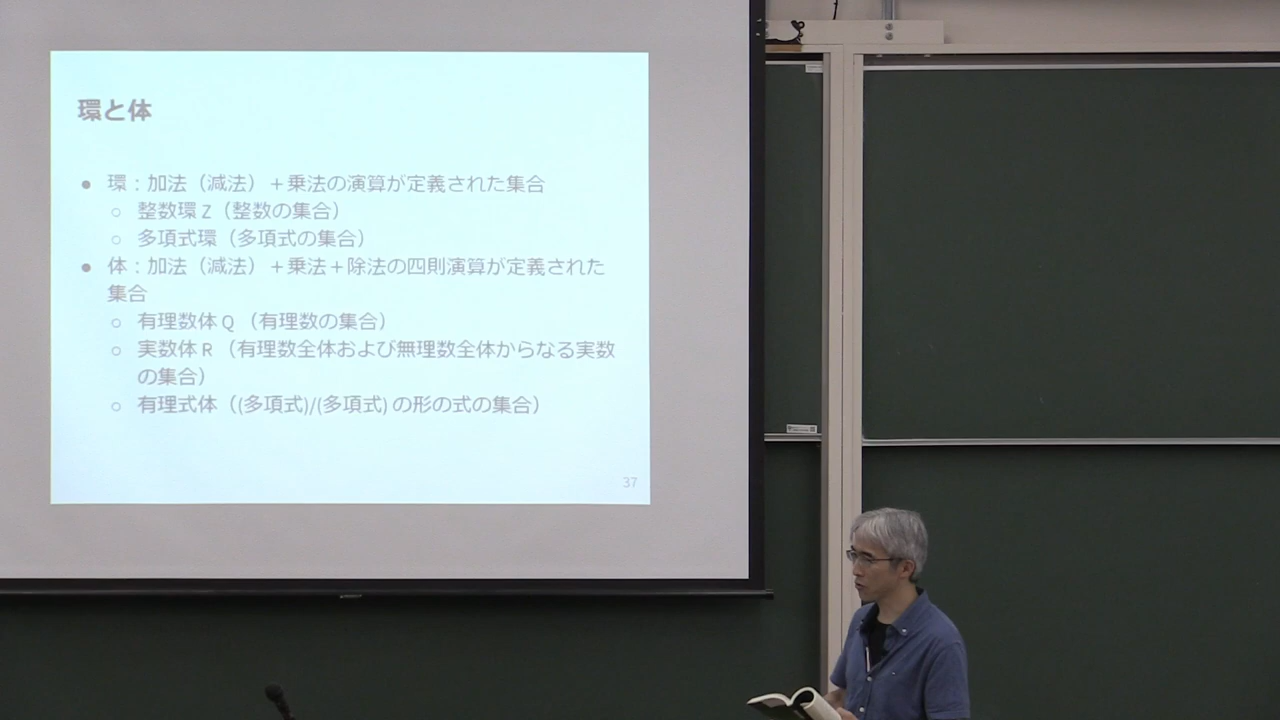 環と体
● 環：加法（減法）+ 乗法の演算が定義された集合
○ 整数環 Z（整数の集合）
○ 多項式環（多項式の集合）
● 体：加法（減法）+ 乗法 + 除法の四則演算が定義された
集合
○ 有理数体 Q （有理数の集合）
○ 実数体 R （有理数全体および無理数全体からなる実数
の集合）
○ 有理式体（(多項式)/(多項式) の形の式の集合）
37